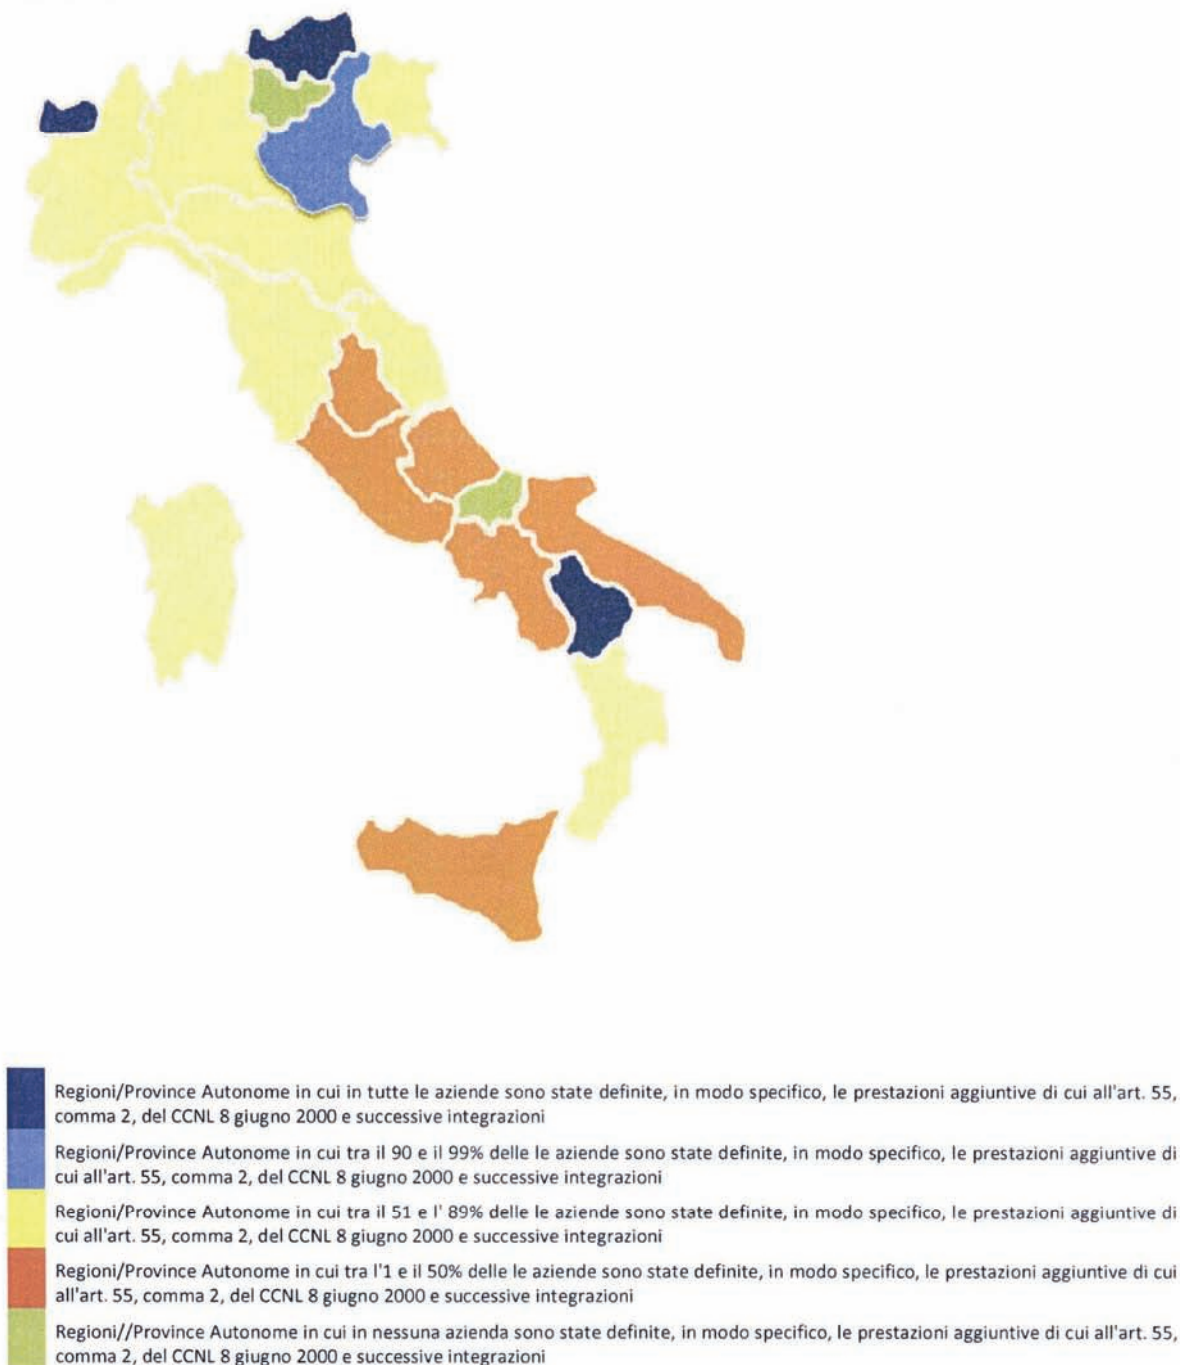 Regioni/Province Autonome in cui in tutte le aziende sono state definite, in modo specifico, le prestazioni aggiuntive di cui all'art. 55,
comma 2, del CCNL 8 giugno 2000 e successive integrazioni
Regioni/Province Autonome in cui tra il 90 e il 99% delle le aziende sono state definite, in modo specifico, le prestazioni aggiuntive di
cui all'art. 55, comma 2, del CCNL 8 giugno 2000 e successive integrazioni
Regioni/Province Autonome in cui tra il 51 e l' 89% delle le aziende sono state definite, in modo specifico, le prestazioni aggiuntive di
cui all'art. 55, comma 2, del CCNL 8 giugno 2000 e successive integrazioni
Regioni/Province Autonome in cui tra l'1 e il 50% delle le aziende sono state definite, in modo specifico, le prestazioni aggiuntive di cui
all'art. 55, comma 2, del CCNL 8 giugno 2000 e successive integrazioni
Regioni//Province Autonome in cui in nessuna azienda sono state definite, in modo specifico, le prestazioni aggiuntive di cui all'art. 55,
comma 2, del CCNL 8 giugno 2000 e successive integrazioni